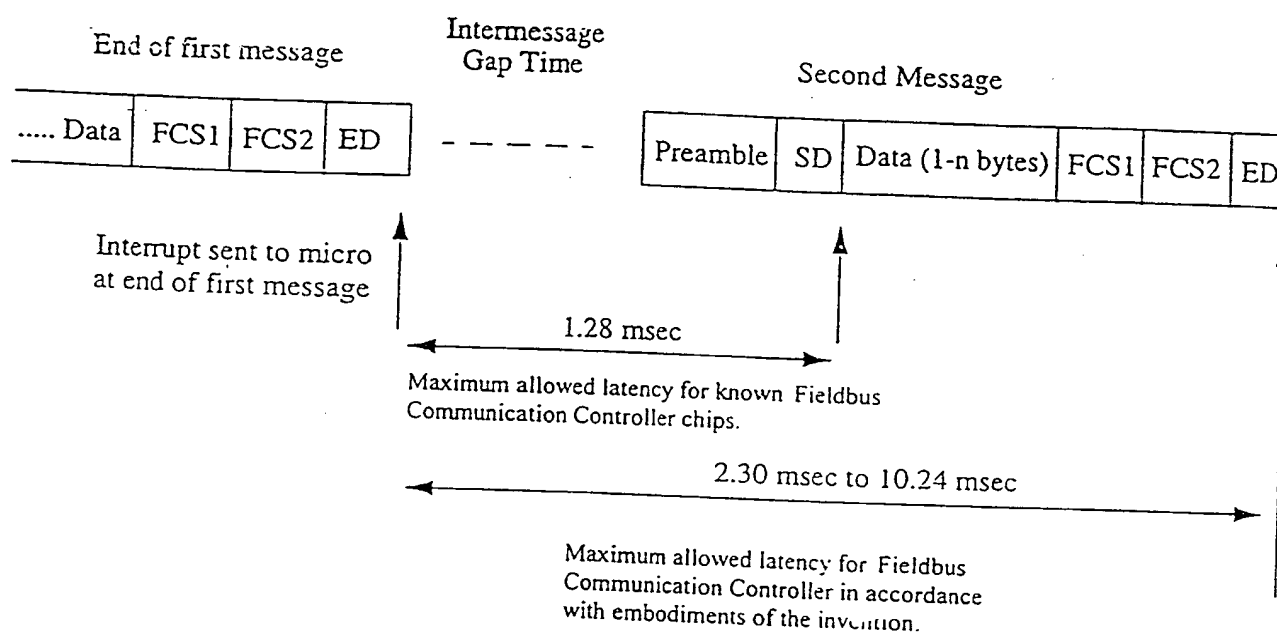 End of first message
Intermessage
Gap Time
Second Message
..... Data FCS1 FCS2 ED
Preamble SD Data (1-n bytes) FCS1 FCS2 ED
Interrupt sent to micro
at end of first message
1.28 msec
Maximum allowed latency for known Fieldbus
Communication Controller chips.
2.30 msec to 10.24 msec
Maximum allowed latency for Fieldbus
Communication Controller in accordance
with embodiments of the invention.